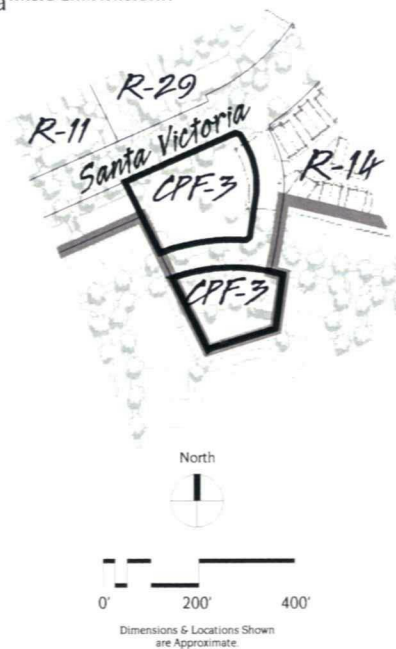 R-29
R-11
Santa Victoria
CPF-3
R-14
CPF-3
North
0' 200' 400'
Dimensions & Locations Shown
are Approximate.